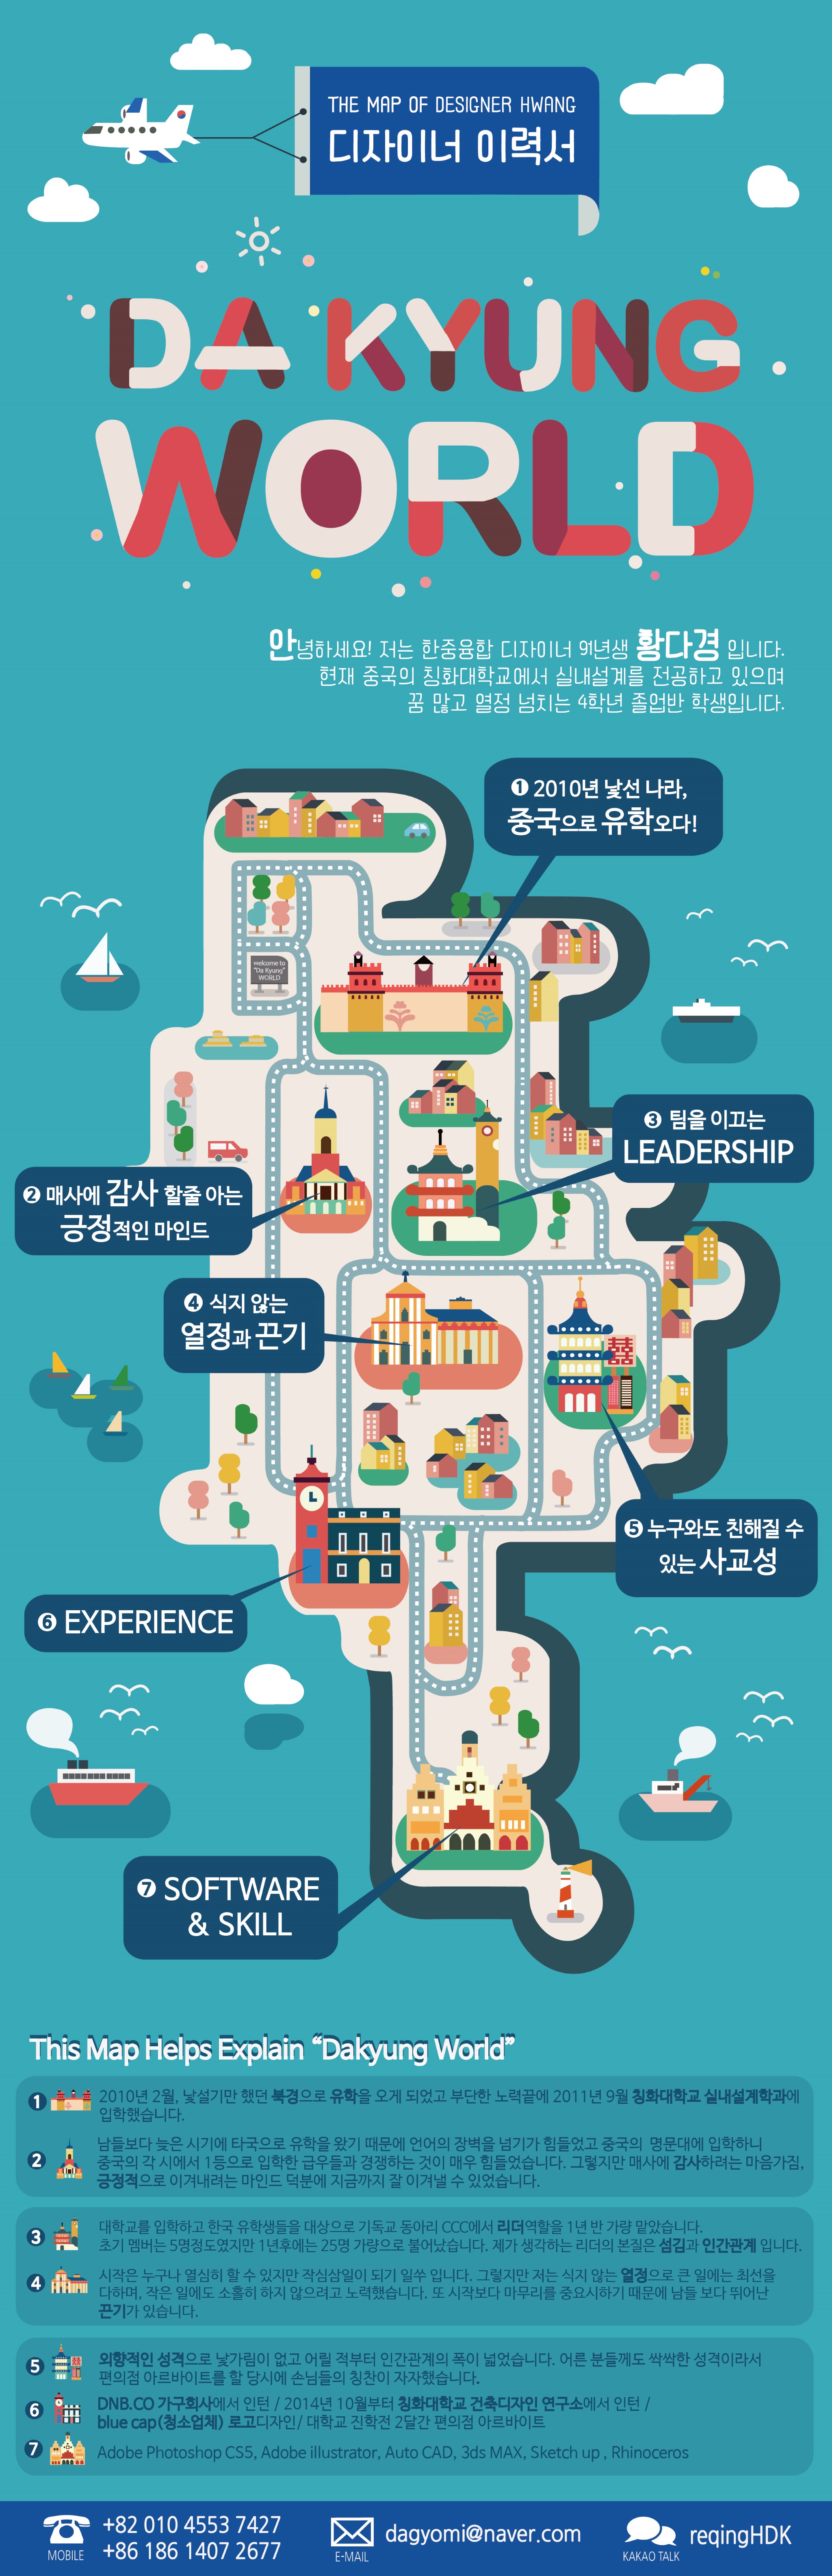 THE MAP OF DESIGNER HWANG
디자이너 이력서
DA KYUNG
WORLD
안녕하세요! 저는 한중융합 디자이너 91년생 황다경 입니다.
현재 중국의 칭화대학교에서 실내설계를 전공하고 있으며
꿈 많고 열정 넘치는 4학년 졸업반 학생입니다.
❶ 2010년 낯선 나라,
중국으로 유학오다!
welcome to
"Da Kyung"
WORLD
❸ 팀을 이끄는
LEADERSHIP
❷ 매사에 감사 할줄 아는
긍정적인 마인드
❹ 식지 않는
열정과 끈기
囍
❺ 누구와도 친해질 수
있는 사교성
❻ EXPERIENCE
❼ SOFTWARE
& SKILL
This Map Helps Explain “Dakyung World”
❶ 2010년 2월, 낯설기만 했던 북경으로 유학을 오게 되었고 부단한 노력끝에 2011년 9월 칭화대학교 실내설계학과에
입학했습니다.
❷ 남들보다 늦은 시기에 타국으로 유학을 왔기 때문에 언어의 장벽을 넘기가 힘들었고 중국의 명문대에 입학하니
중국의 각 시에서 1등으로 입학한 급우들과 경쟁하는 것이 매우 힘들었습니다. 그렇지만 매사에 감사하려는 마음가짐,
긍정적으로 이겨내려는 마인드 덕분에 지금까지 잘 이겨낼 수 있었습니다.
❸ 대학교를 입학하고 한국 유학생들을 대상으로 기독교 동아리 CCC에서 리더역할을 1년 반 가량 맡았습니다.
초기 멤버는 5명정도였지만 1년후에는 25명 가량으로 불어났습니다. 제가 생각하는 리더의 본질은 섬김과 인간관계 입니다.
❹ 시작은 누구나 열심히 할 수 있지만 작심삼일이 되기 일쑤 입니다. 그렇지만 저는 식지 않는 열정으로 큰 일에는 최선을
다하며, 작은 일에도 소홀히 하지 않으려고 노력했습니다. 또 시작보다 마무리를 중요시하기 때문에 남들 보다 뛰어난
끈기가 있습니다.
❺ 외향적인 성격으로 낯가림이 없고 어릴 적부터 인간관계의 폭이 넓었습니다. 어른 분들께도 싹싹한 성격이라서
편의점 아르바이트를 할 당시에 손님들의 칭찬이 자자했습니다.
❻ DNB.CO 가구회사에서 인턴 / 2014년 10월부터 칭화대학교 건축디자인 연구소에서 인턴 /
blue cap(청소업체) 로고디자인/ 대학교 진학전 2달간 편의점 아르바이트
❼ Adobe Photoshop CS5, Adobe illustrator, Auto CAD, 3ds MAX, Sketch up , Rhinoceros
+82 010 4553 7427
+86 186 1407 2677
MOBILE
dagyomi@naver.com
E-MAIL
reqingHDK
KAKAO TALK